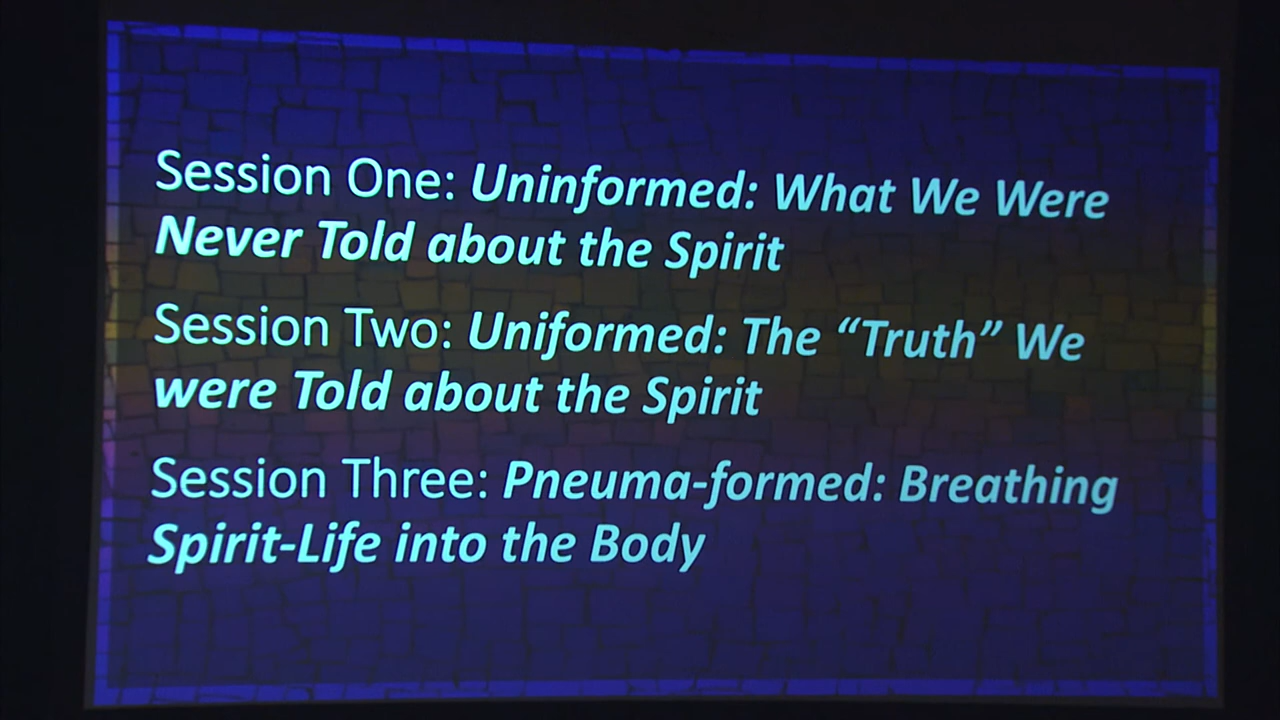 Session One: Uninformed: What We Were
Never Told about the Spirit
Session Two: Uniformed: The “Truth” We
were Told about the Spirit
Session Three: Pneuma-formed: Breathing
Spirit-Life into the Body